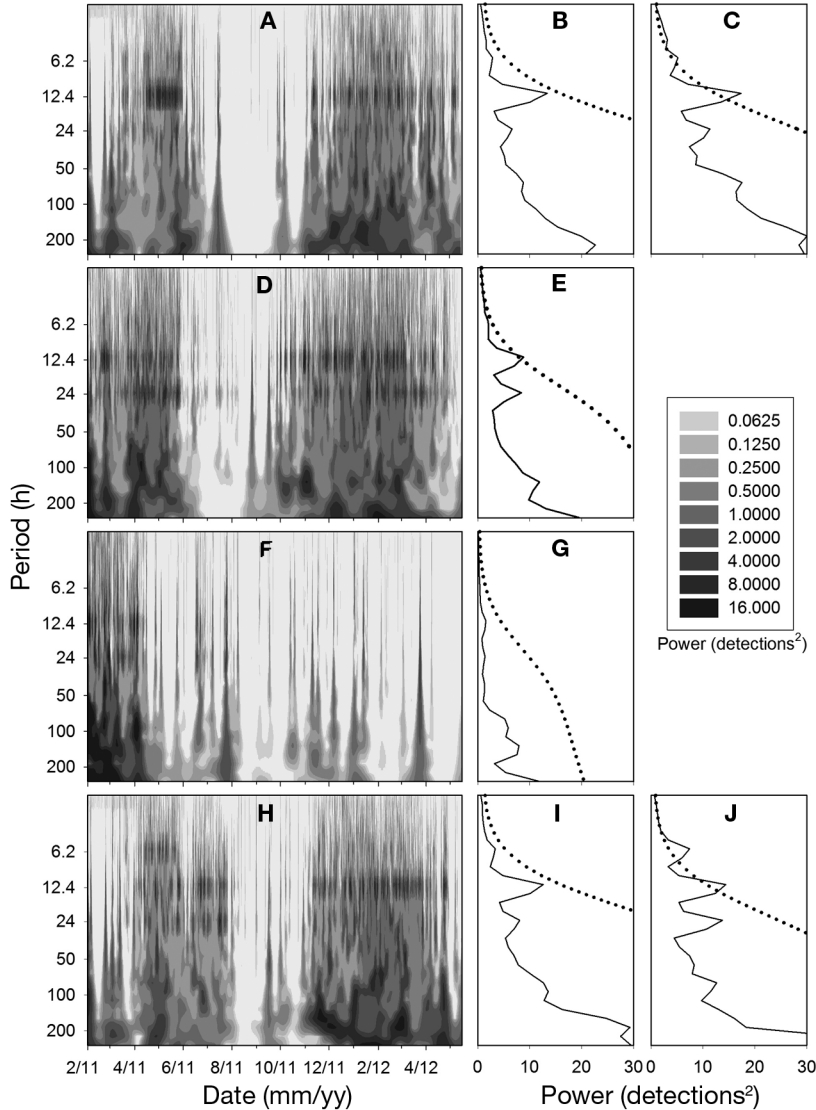 A
B
C
6.2
12.4
24
50
100
200
0 10 20 30
D
E
6.2
12.4
24
50
100
200
Period (h)
0.0625
0.1250
0.2500
0.5000
1.0000
2.0000
4.0000
8.0000
16.000
Power (detections²)
F
G
6.2
12.4
24
50
100
200
H
I
J
6.2
12.4
24
50
100
200
2/11 4/11 6/11 8/11 10/11 12/11 2/12 4/12
0 10 20 30
0 10 20 30
Date (mm/yy)
Power (detections²)